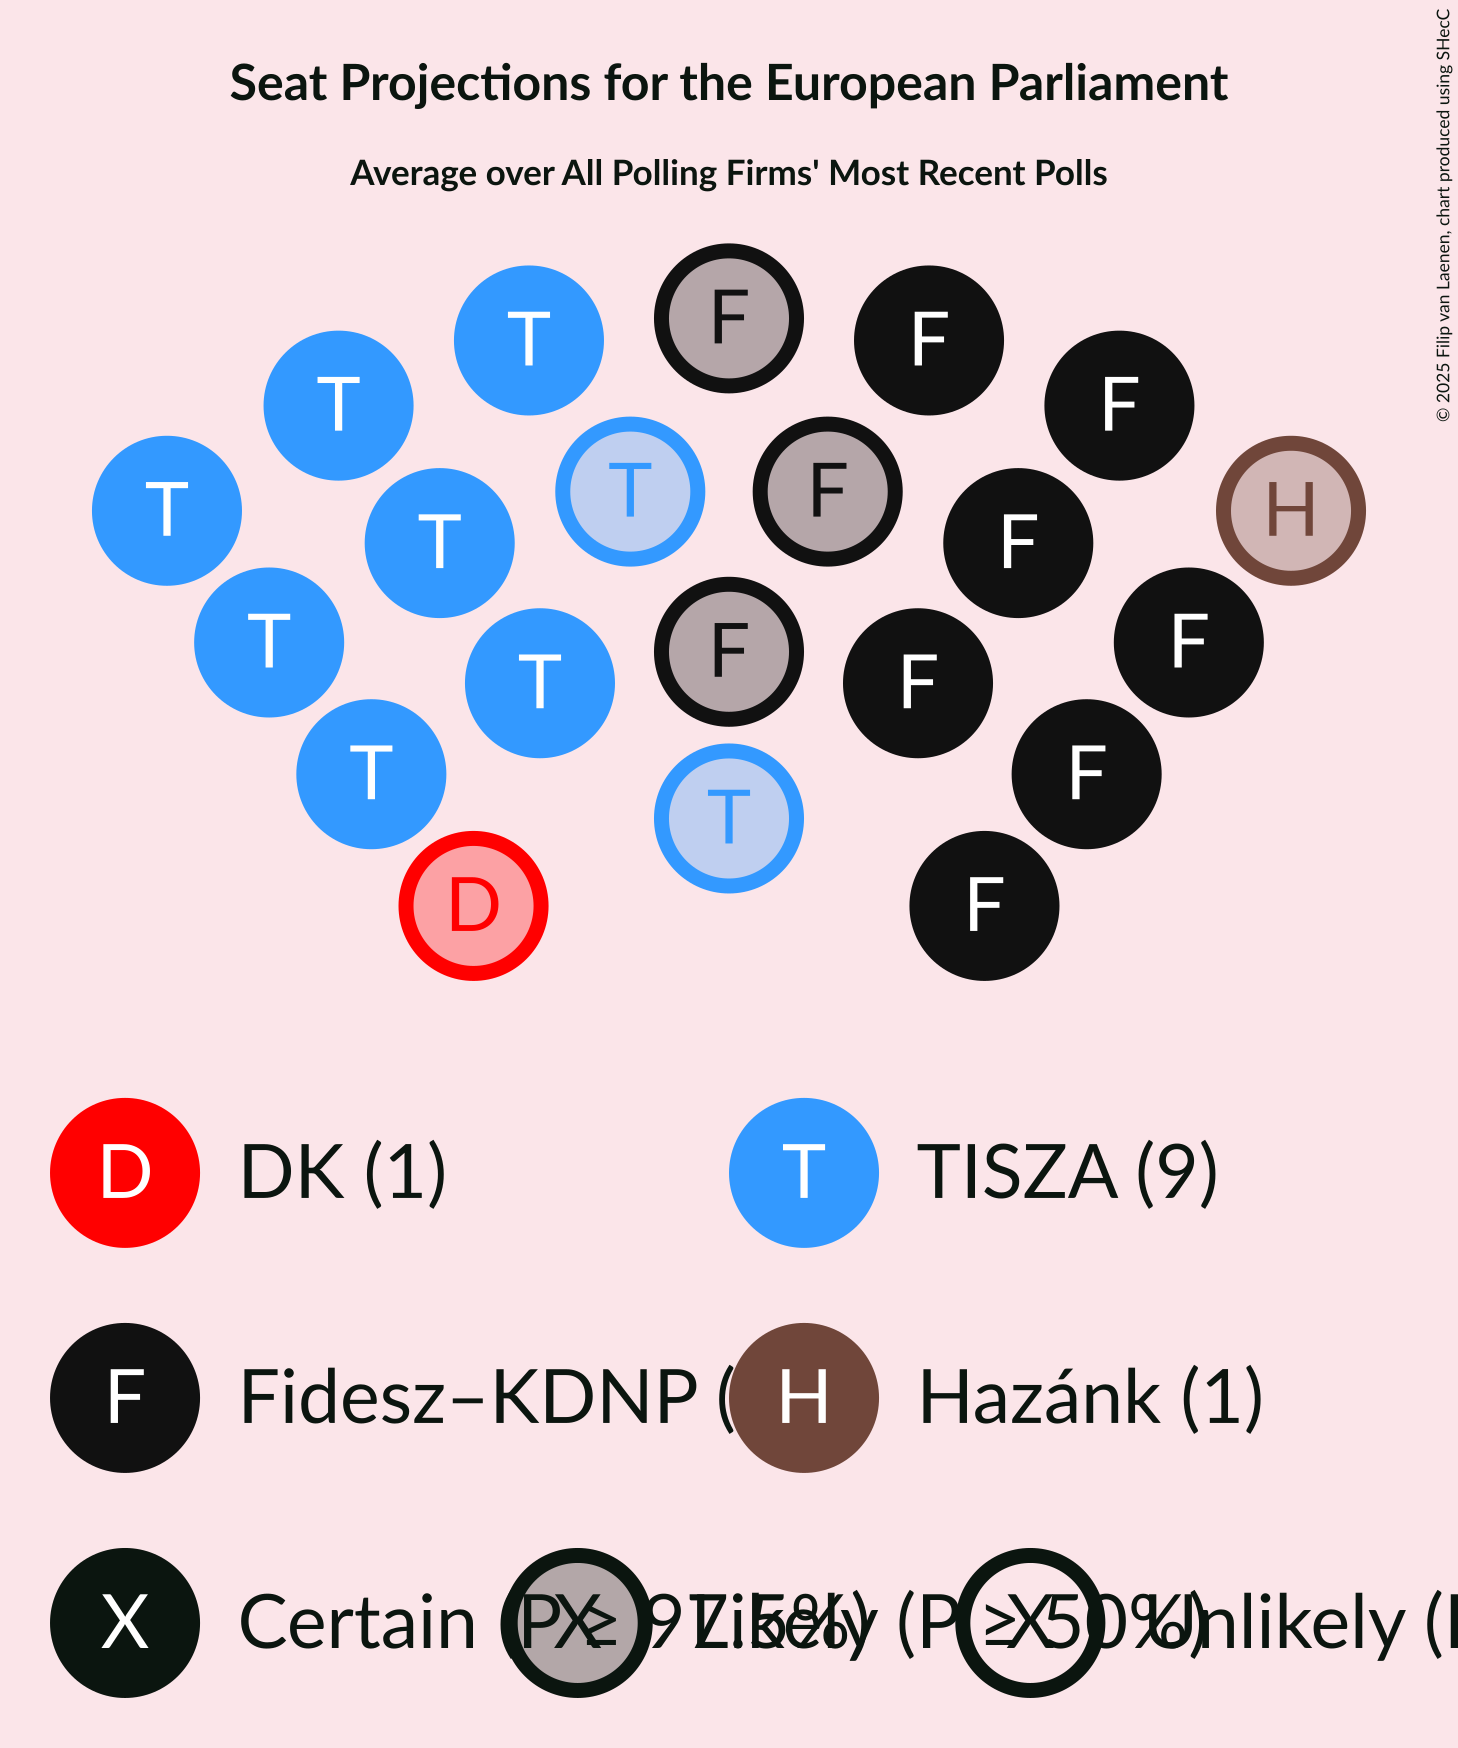 Seat Projections for the European Parliament
Average over All Polling Firms' Most Recent Polls
© 2025 Filip van Laenen, chart produced using SHecC
F
T F
T F
T F
T H
T F
T F
T F
F
T F
T F
T
D F
D DK (1) T TISZA (9)
F Fidesz–KDNP ( H Hazánk (1)
X Certain (P ≥ 97.5%) X Likely (P ≥ 50%) X Unlikely (